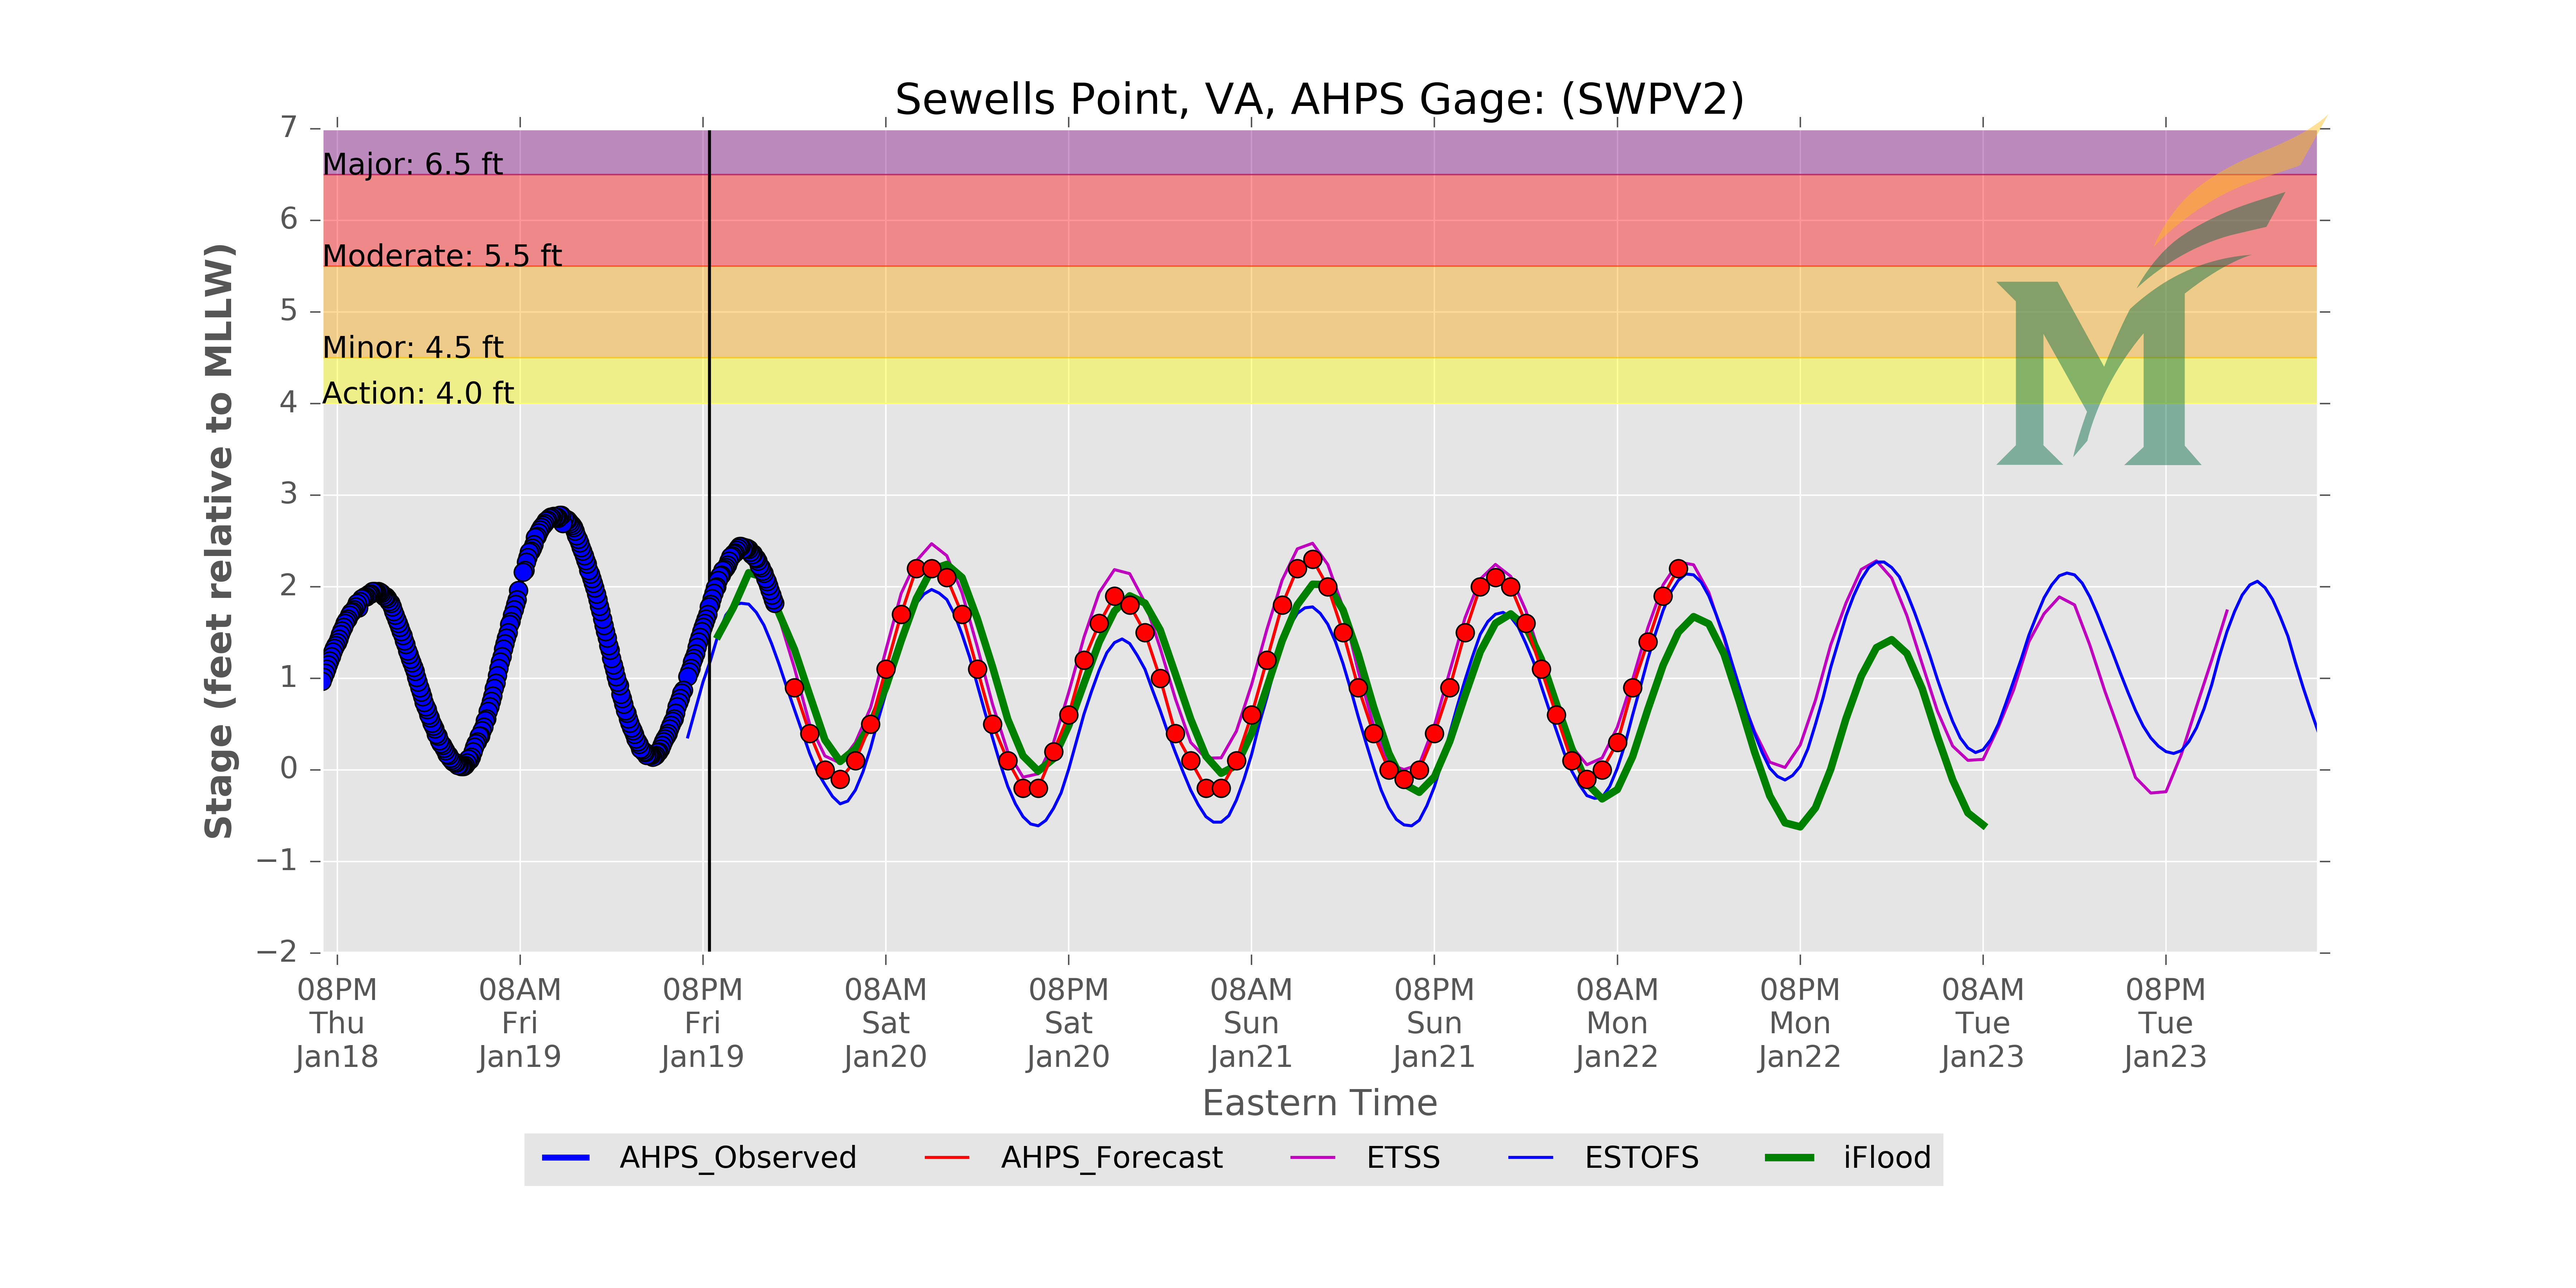 Sewells Point, VA, AHPS Gage: (SWPV2)
Stage (feet relative to MLLW)
7
6
5
4
3
2
1
0
−1
−2
Major: 6.5 ft
Moderate: 5.5 ft
Minor: 4.5 ft
Action: 4.0 ft
M
08PM 08AM 08PM 08AM 08PM 08AM 08PM 08AM 08PM 08AM 08PM
Thu Fri Fri Sat Sat Sun Sun Mon Mon Tue Tue
Jan18 Jan19 Jan19 Jan20 Jan20 Jan21 Jan21 Jan22 Jan22 Jan23 Jan23
Eastern Time
AHPS_Observed AHPS_Forecast ETSS ESTOFS iFlood